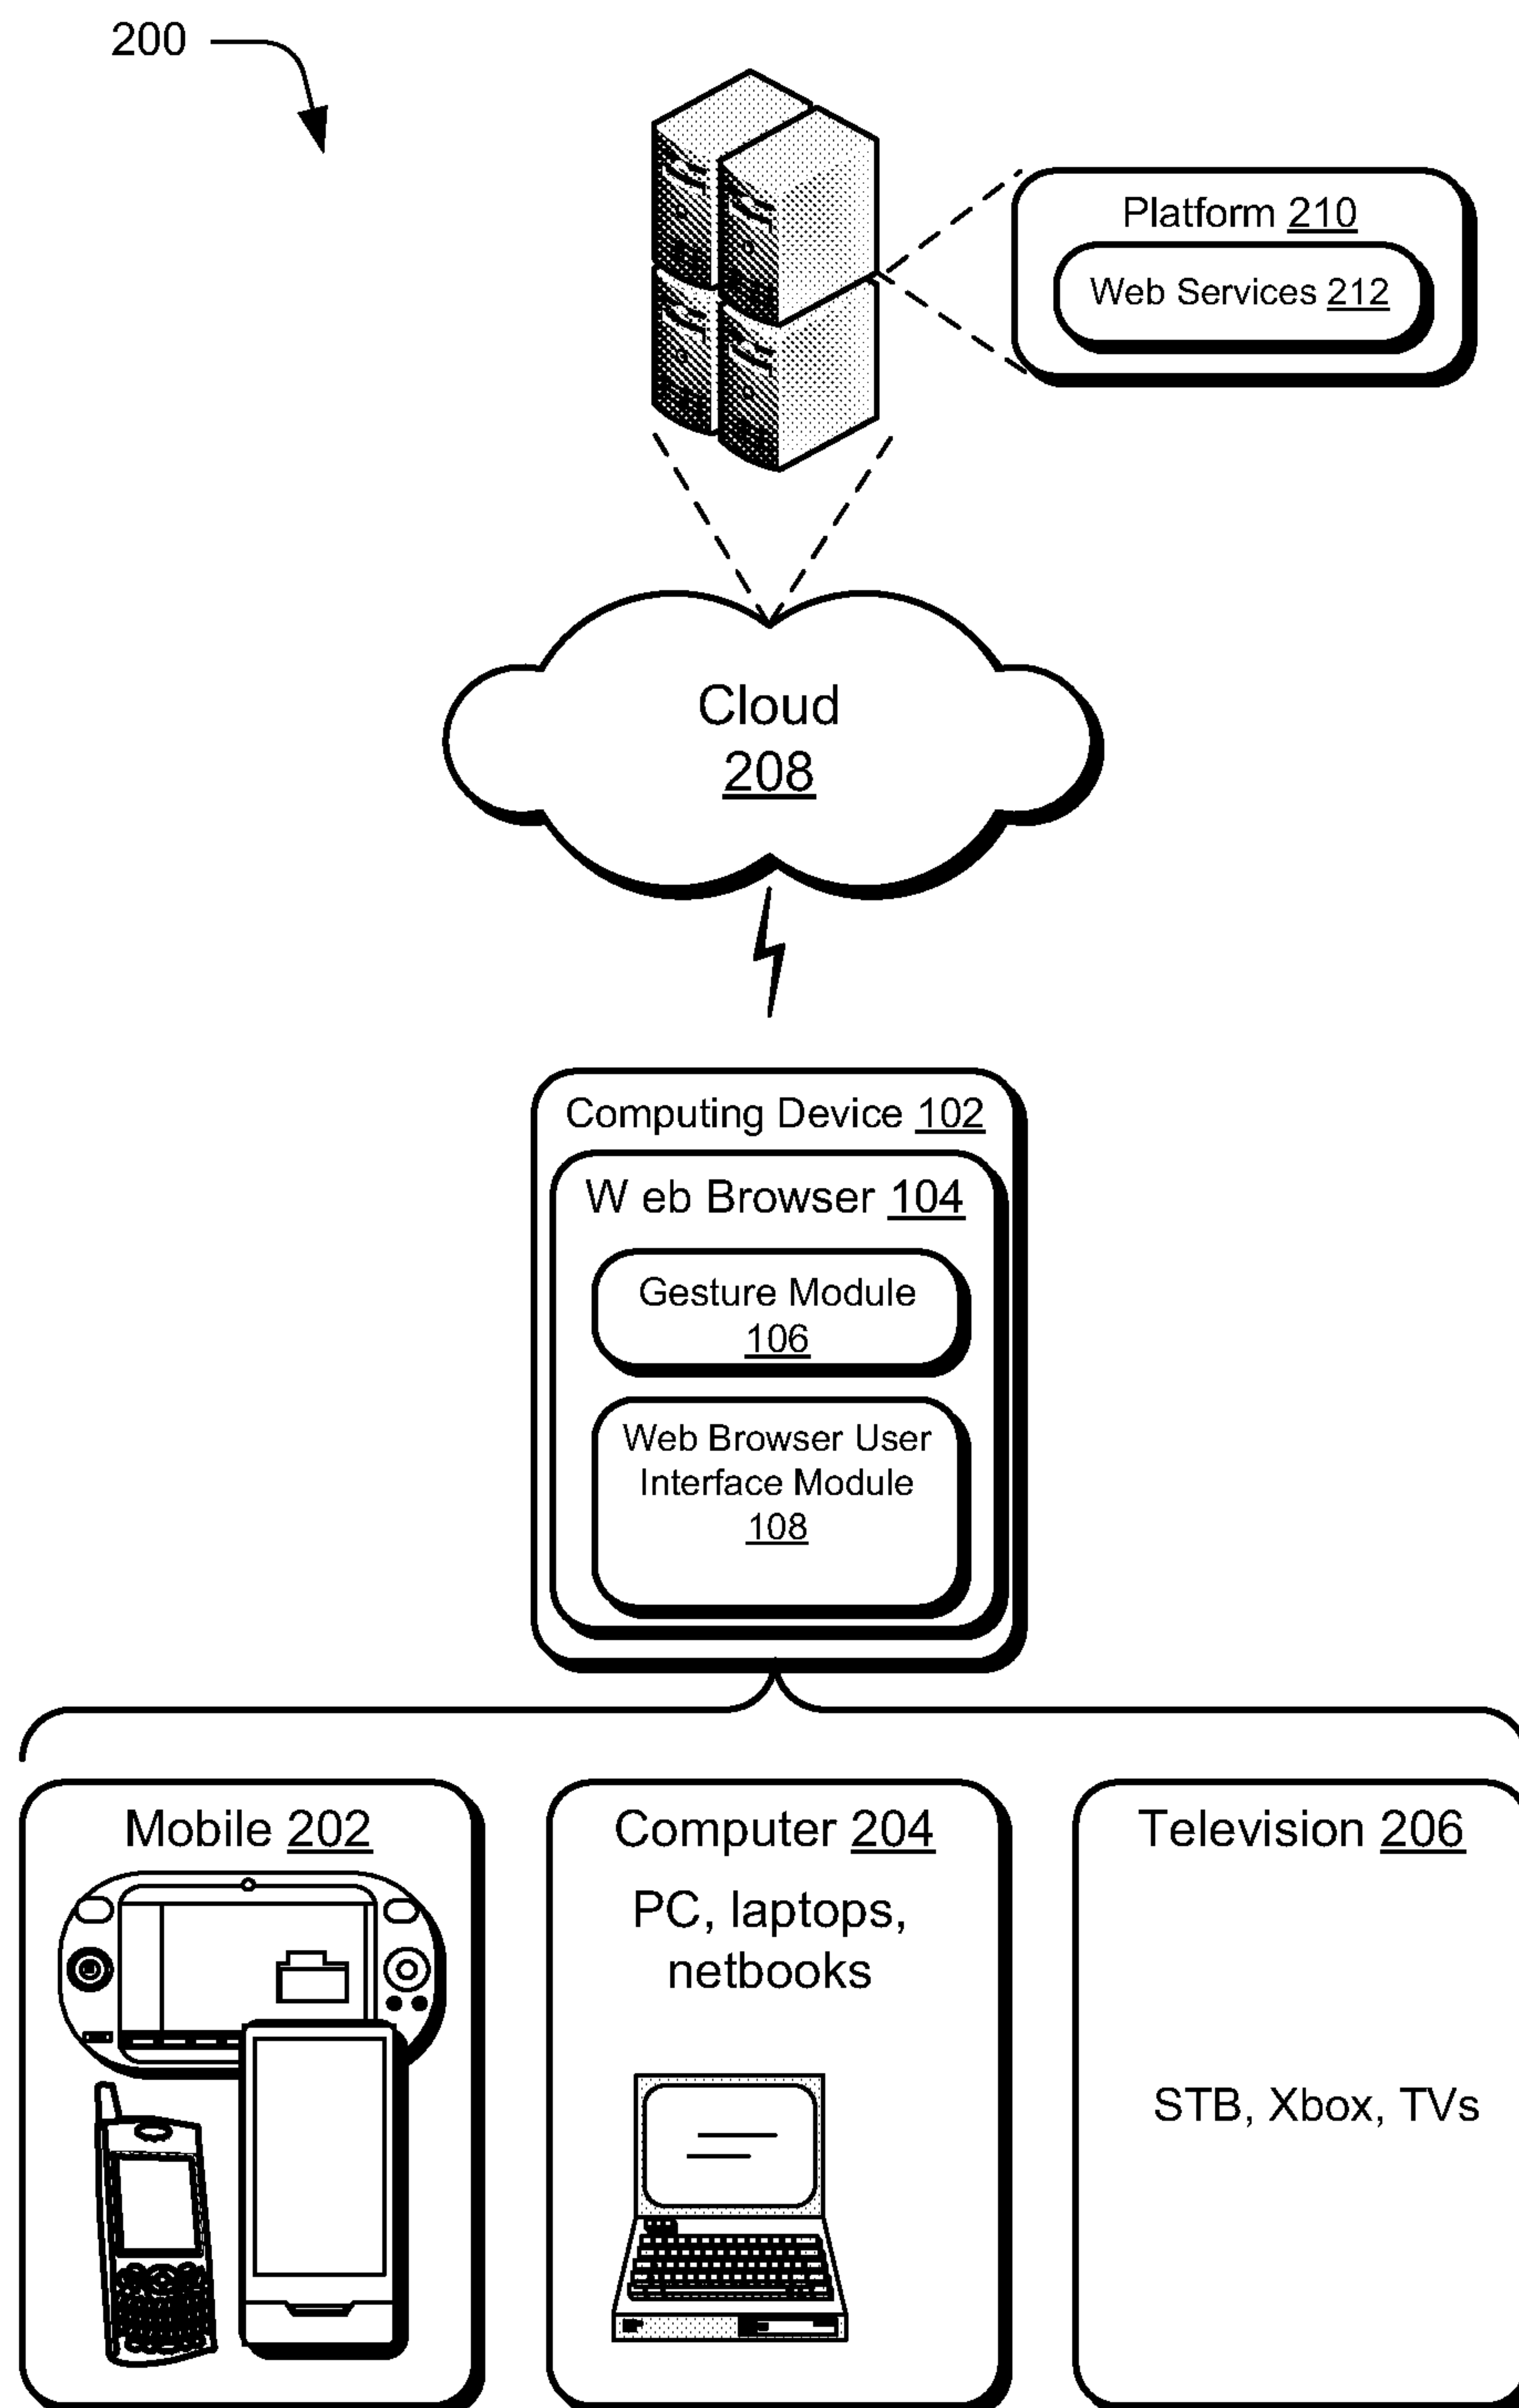 200
Platform 210
Web Services 212
Cloud
208
Computing Device 102
W eb Browser 104
Gesture Module
106
Web Browser User
Interface Module
108
Mobile 202
Computer 204
PC, laptops,
netbooks
Television 206
STB, Xbox, TVs